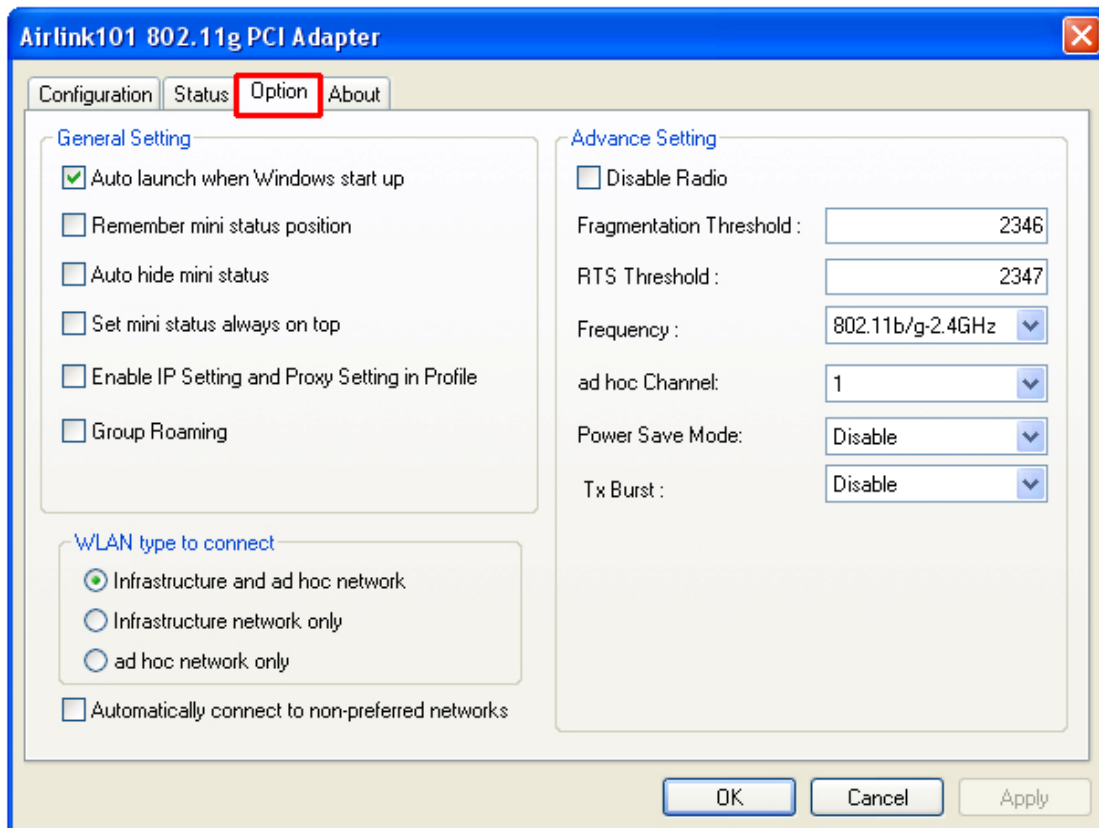 Airlink101 802.11g PCI Adapter
Configuration Status Option About
General Setting
Auto launch when Windows start up
Remember mini status position
Auto hide mini status
Set mini status always on top
Enable IP Setting and Proxy Setting in Profile
Group Roaming
WLAN type to connect
Infrastructure and ad hoc network
Infrastructure network only
ad hoc network only
Automatically connect to non-preferred networks
Advance Setting
Disable Radio
Fragmentation Threshold : 2346
RTS Threshold : 2347
Frequency : 802.11b/g-2.4GHz
ad hoc Channel: 1
Power Save Mode: Disable
Tx Burst : Disable
OK Cancel Apply